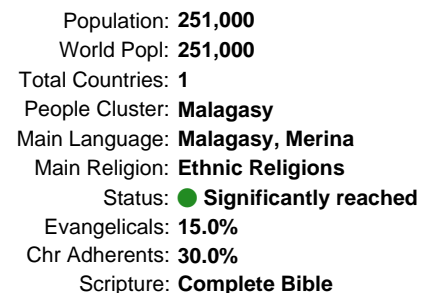 Population: 251,000
World Popl: 251,000
Total Countries: 1
People Cluster: Malagasy
Main Language: Malagasy, Merina
Main Religion: Ethnic Religions
Status: Significantly reached
Evangelicals: 15.0%
Chr Adherents: 30.0%
Scripture: Complete Bible